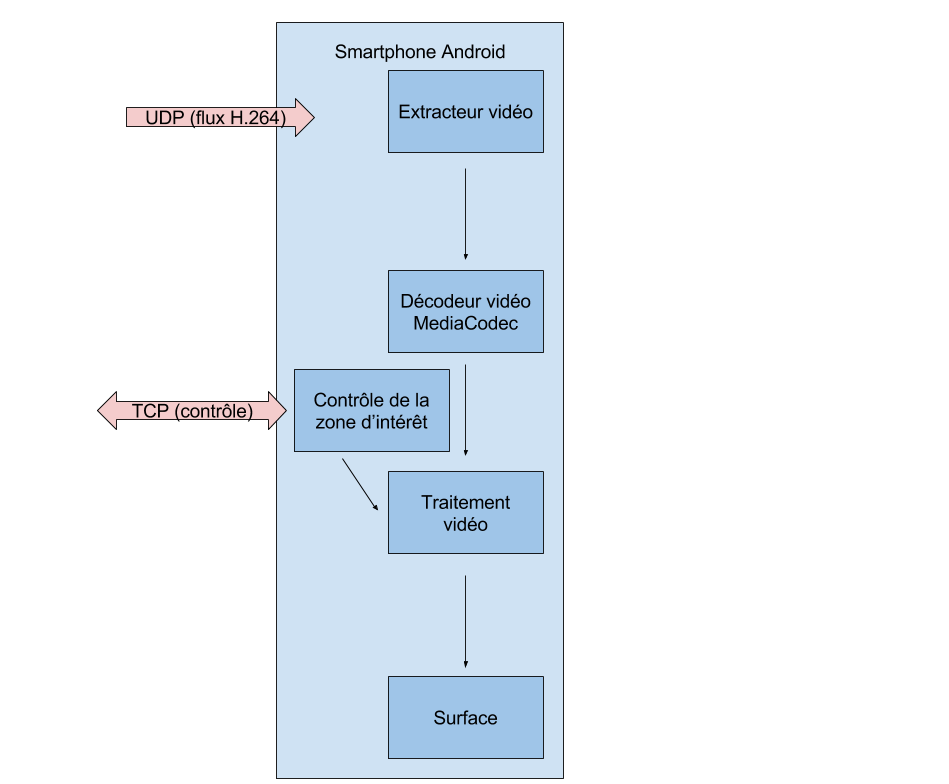 Smartphone Android
Extracteur vidéo
UDP (flux H.264)
Décodeur vidéo
MediaCodec
Contrôle de la
zone d'intérêt
TCP (contrôle)
Traitement
vidéo
Surface